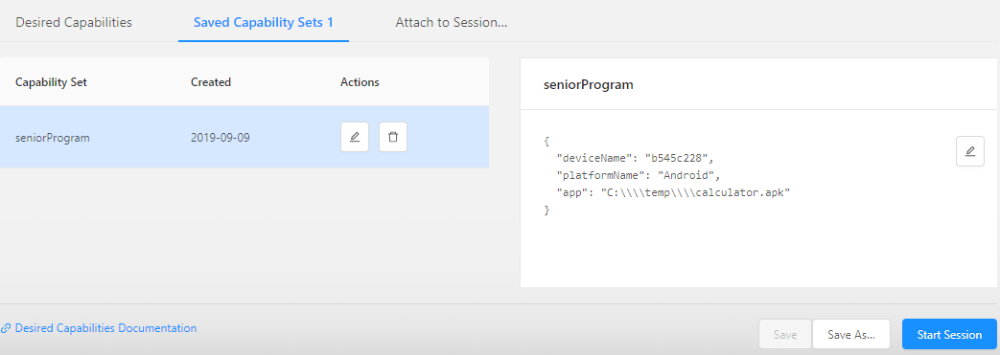 Desired Capabilities
Saved Capability Sets 1
Attach to Session...
Capability Set
Created
Actions
seniorProgram
2019-09-09
seniorProgram
{
"deviceName": "b545c228",
"platformName": "Android",
"app": "C:\\\\temp\\\\calculator.apk"
}
Desired Capabilities Documentation
Save
Save As...
Start Session